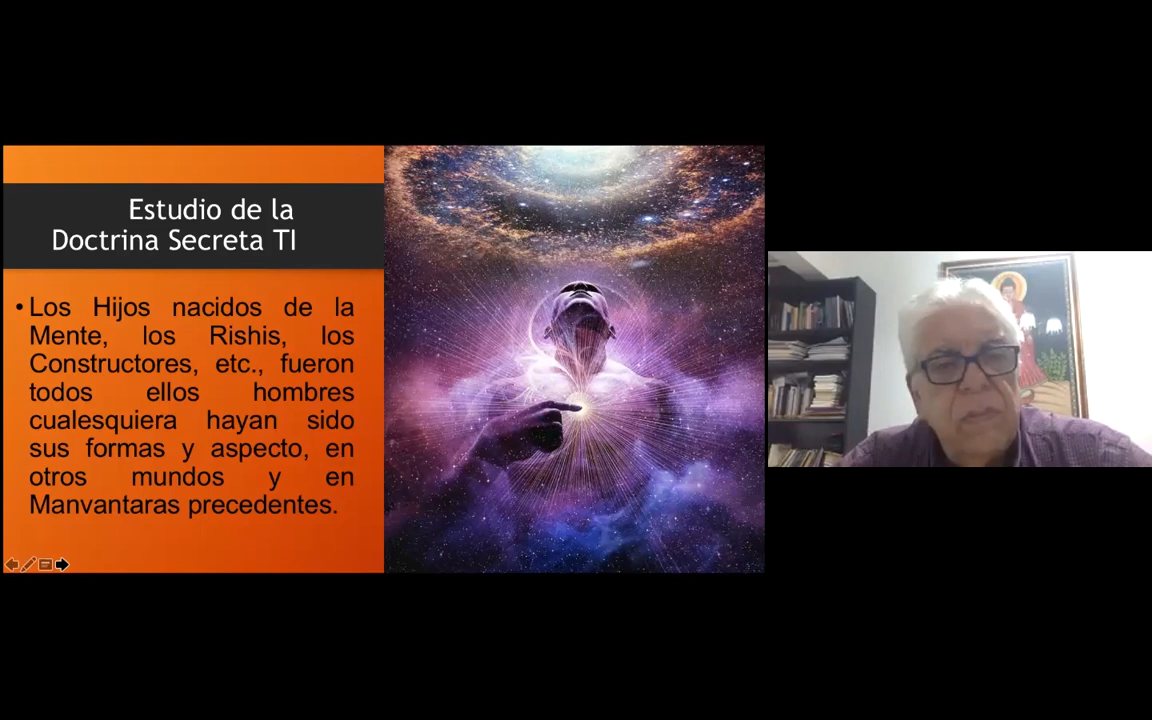 Estudio de la
Doctrina Secreta TI
• Los Hijos nacidos de la
Mente, los Rishis, los
Constructores, etc., fueron
todos ellos hombres
cualesquiera hayan sido
sus formas y aspecto, en
otros mundos y en
Manvantaras precedentes.